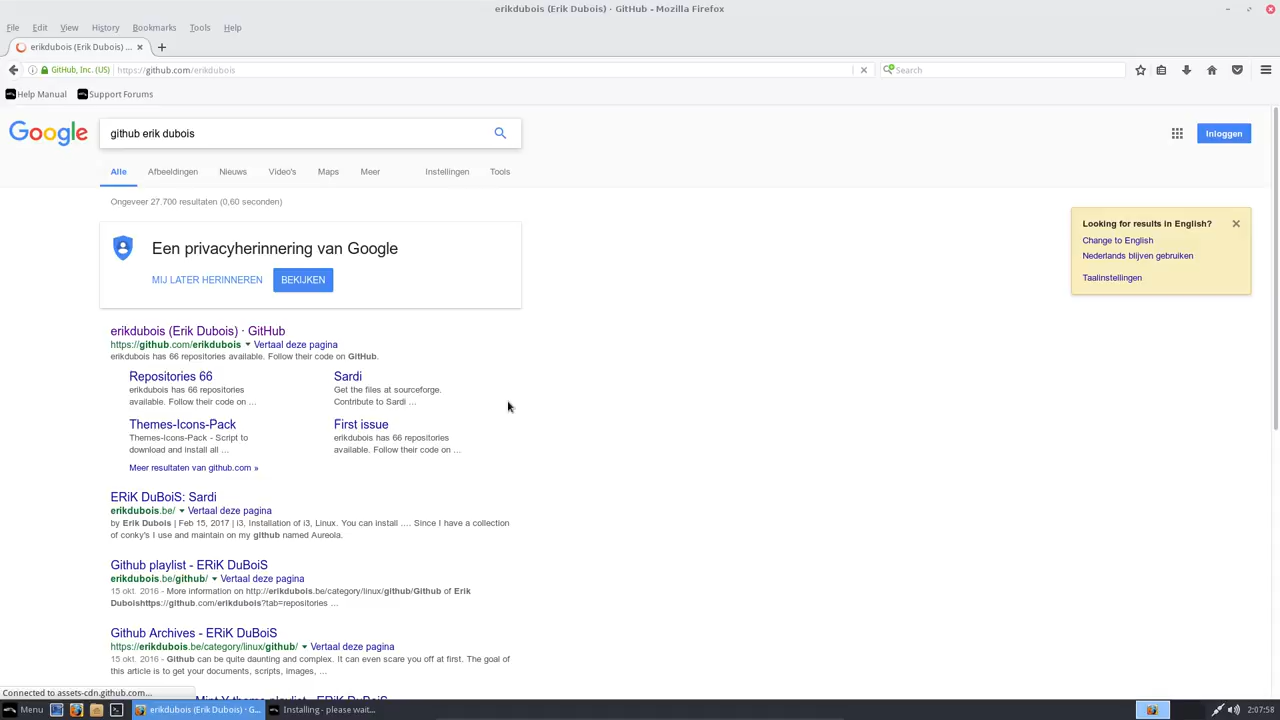 erikdubois (Erik Dubois) · GitHub - Mozilla Firefox
File Edit View History Bookmarks Tools Help
erikdubois (Erik Dubois) ...
GitHub, Inc. (US) https://github.com/erikdubois Search
Help Manual Support Forums
Google github erik dubois Inloggen
Alle Afbeeldingen Nieuws Video's Maps Meer Instellingen Tools
Ongeveer 27.700 resultaten (0,60 seconden)
Looking for results in English?
Change to English
Nederlands blijven gebruiken
Taalinstellingen
Een privacyherinnering van Google
MIJ LATER HERINNEREN BEKIJKEN
erikdubois (Erik Dubois) · GitHub
https://github.com/erikdubois Vertaal deze pagina
erikdubois has 66 repositories available. Follow their code on GitHub.
Repositories 66
erikdubois has 66 repositories
available. Follow their code on ...
Sardi
Get the files at sourceforge.
Contribute to Sardi ...
Themes-Icons-Pack
Themes-Icons-Pack - Script to
download and install all ...
First issue
erikdubois has 66 repositories
available. Follow their code on ...
Meer resultaten van github.com »
ERiK DuBoiS: Sardi
erikdubois.be/ Vertaal deze pagina
by Erik Dubois | Feb 15, 2017 | i3, Installation of i3, Linux. You can install .... Since I have a collection
of conky's I use and maintain on my github named Aureola.
Github playlist - ERiK DuBoiS
erikdubois.be/github/ Vertaal deze pagina
15 okt. 2016 - More information on http://erikdubois.be/category/linux/github/Github of Erik
Duboishttps://github.com/erikdubois?tab=repositories ...
Github Archives - ERiK DuBoiS
https://erikdubois.be/category/linux/github/ Vertaal deze pagina
15 okt. 2016 - Github can be quite daunting and complex. It can even scare you off at first. The goal of
this article is to get your documents, scripts, images, ...
Mint Y theme playlist - ERiK DuBoiS
Connected to assets-cdn.github.com...
Menu erikdubois (Erik Dubois) · G... Installing - please wait... 2:07:58